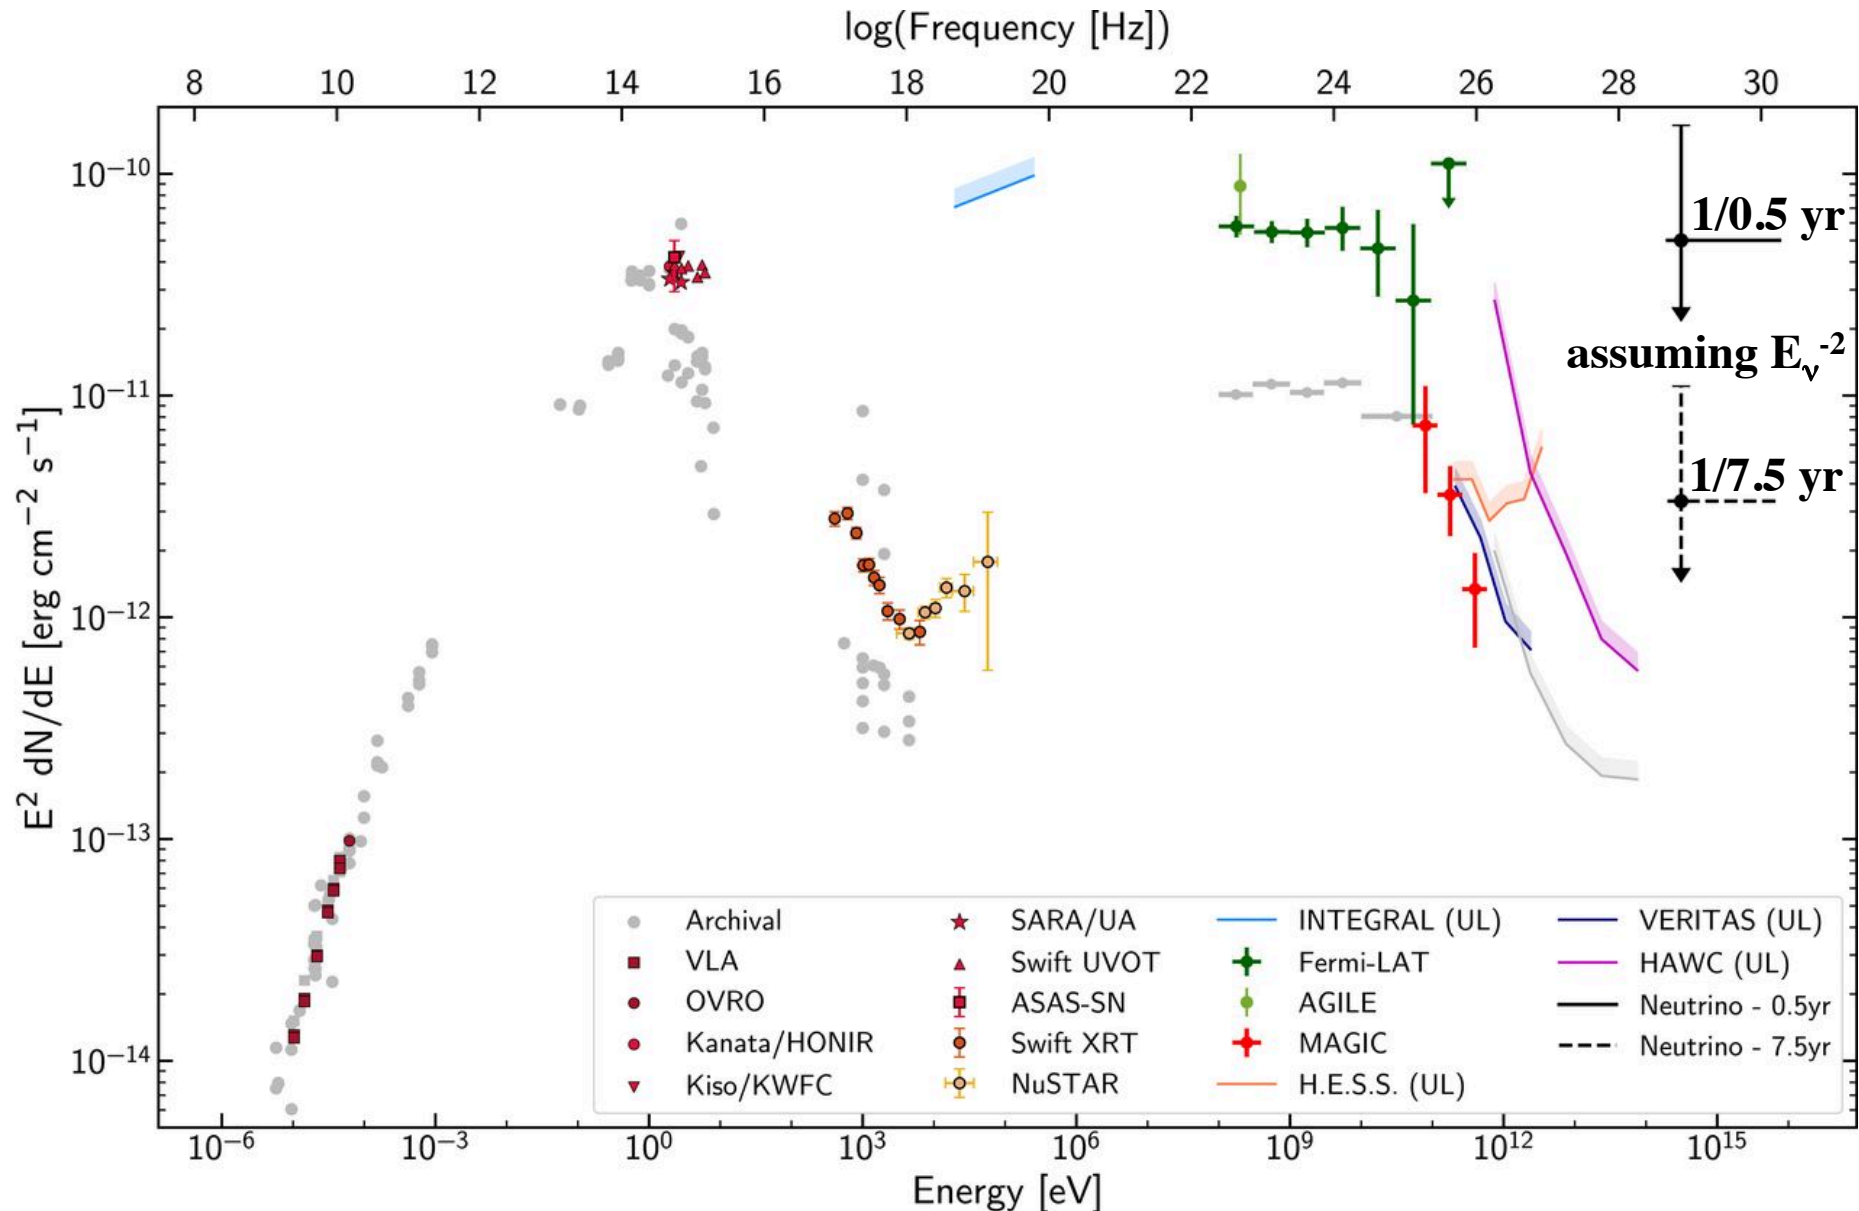 log(Frequency [Hz])
8 10 12 14 16 18 20 22 24 26 28 30
10⁻¹⁰
10⁻¹¹
10⁻¹²
10⁻¹³
10⁻¹⁴
E² dN/dE [erg cm⁻² s⁻¹]
1/0.5 yr
assuming Eᵥ⁻²
1/7.5 yr
Archival
VLA
OVRO
Kanata/HONIR
Kiso/KWFC
SARA/UA
Swift UVOT
ASAS-SN
Swift XRT
NuSTAR
INTEGRAL (UL)
Fermi-LAT
AGILE
MAGIC
H.E.S.S. (UL)
VERITAS (UL)
HAWC (UL)
Neutrino - 0.5yr
Neutrino - 7.5yr
10⁻⁶ 10⁻³ 10⁰ 10³ 10⁶ 10⁹ 10¹² 10¹⁵
Energy [eV]